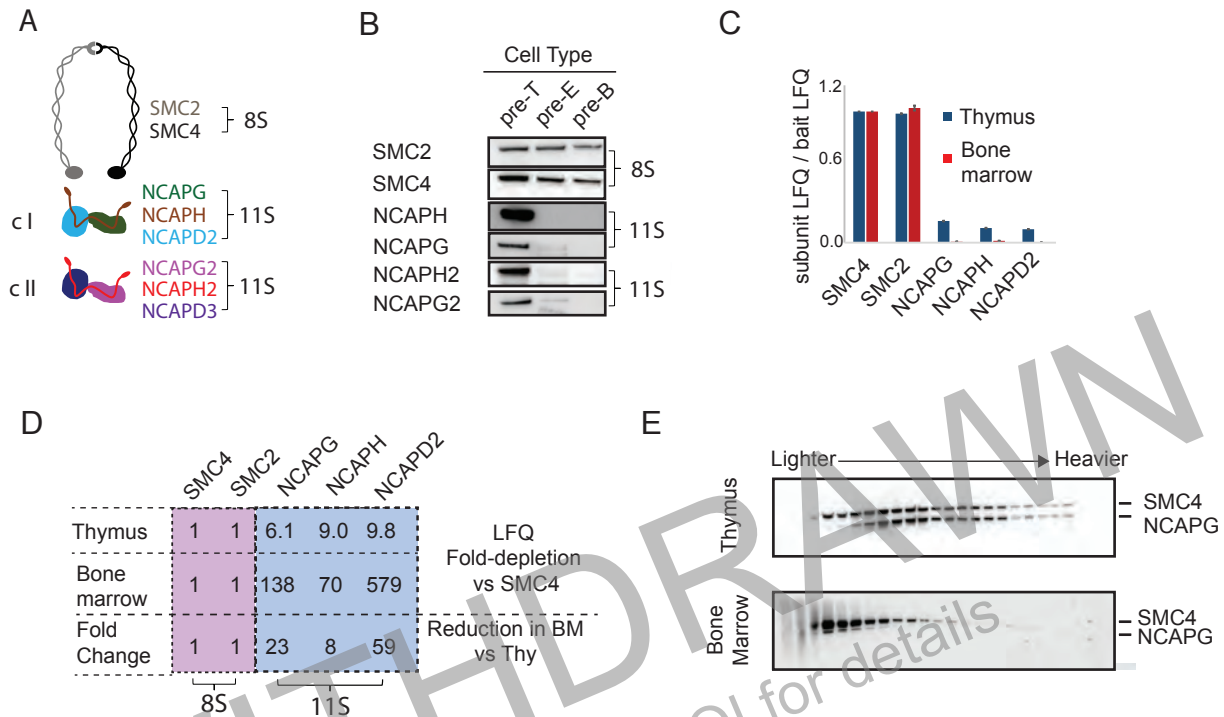 A
SMC2
SMC4
8S
c I
NCAPG
NCAPH
NCAPD2
11S
c II
NCAPG2
NCAPH2
NCAPD3
11S
B
Cell Type
pre-T
pre-E
pre-B
SMC2
SMC4
NCAPH
NCAPG
NCAPH2
NCAPG2
8S
11S
11S
C
subunit LFQ / bait LFQ
1.2
0.6
0.0
Thymus
Bone
marrow
SMC4
SMC2
NCAPG
NCAPH
NCAPD2
D
SMC4
SMC2
NCAPG
NCAPH
NCAPD2
Thymus 1 1 6.1 9.0 9.8
Bone
marrow 1 1 138 70 579
Fold
Change 1 1 23 8 59
LFQ
Fold-depletion
vs SMC4
Reduction in BM
vs Thy
8S
11S
E
Lighter
Heavier
Thymus
SMC4
NCAPG
Bone
Marrow
SMC4
NCAPG
ITHDRAWN
for details